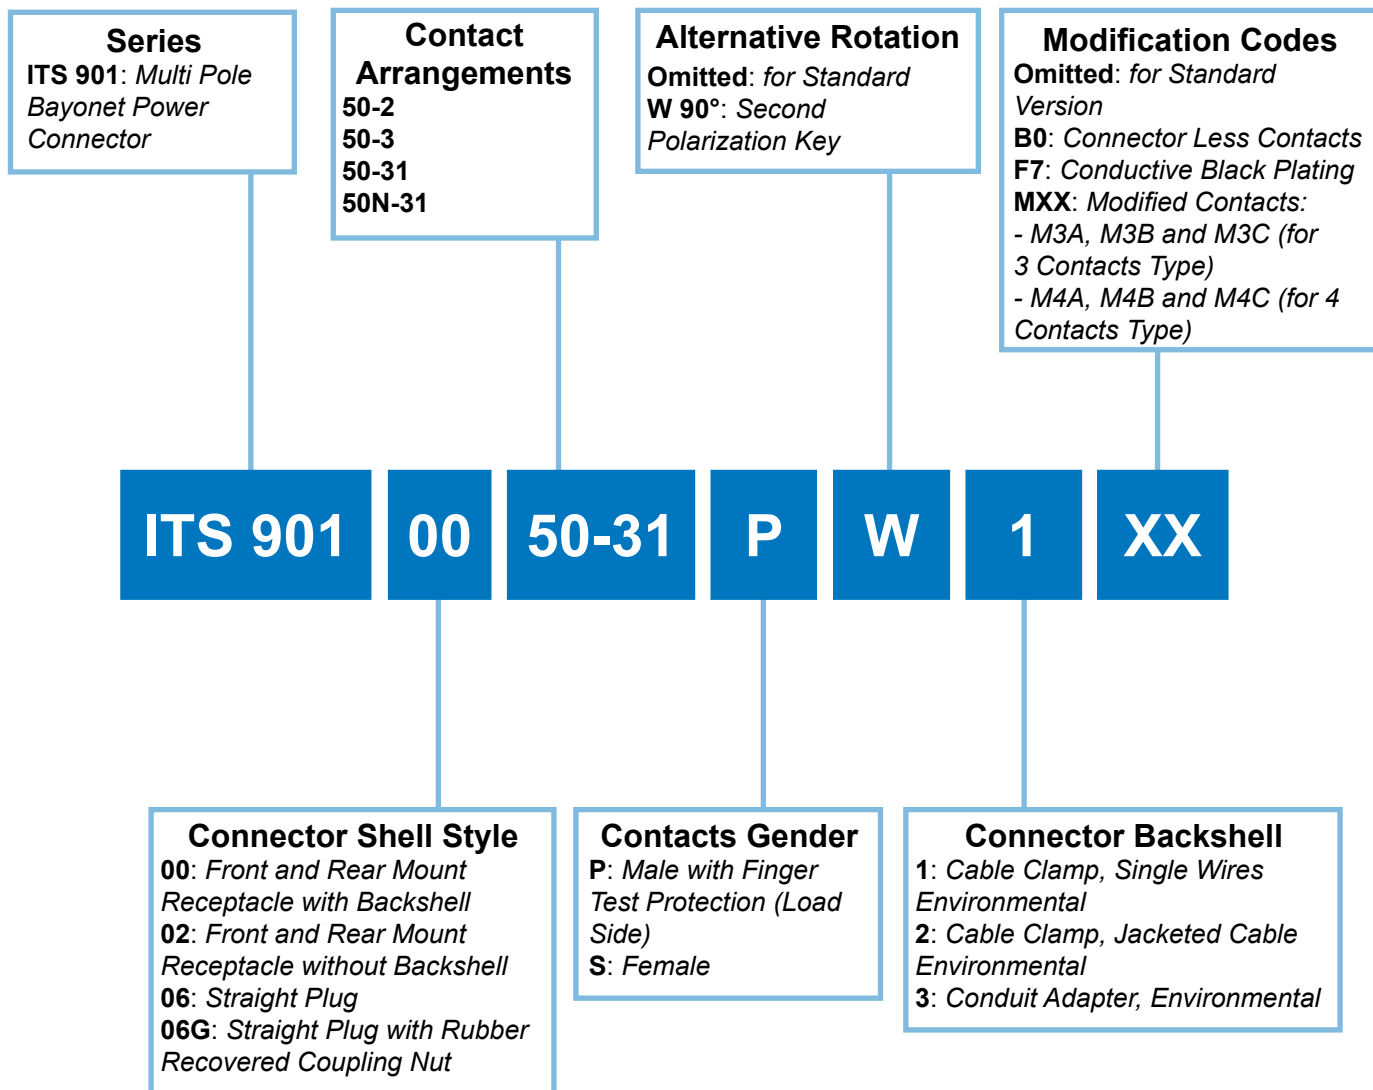 Series
ITS 901: Multi Pole
Bayonet Power
Connector
Contact
Arrangements
50-2
50-3
50-31
50N-31
Alternative Rotation
Omitted: for Standard
W 90°: Second
Polarization Key
Modification Codes
Omitted: for Standard
Version
B0: Connector Less Contacts
F7: Conductive Black Plating
MXX: Modified Contacts:
- M3A, M3B and M3C (for
3 Contacts Type)
- M4A, M4B and M4C (for 4
Contacts Type)
ITS 901 00 50-31 P W 1 XX
Connector Shell Style
00: Front and Rear Mount
Receptacle with Backshell
02: Front and Rear Mount
Receptacle without Backshell
06: Straight Plug
06G: Straight Plug with Rubber
Recovered Coupling Nut
Contacts Gender
P: Male with Finger
Test Protection (Load
Side)
S: Female
Connector Backshell
1: Cable Clamp, Single Wires
Environmental
2: Cable Clamp, Jacketed Cable
Environmental
3: Conduit Adapter, Environmental